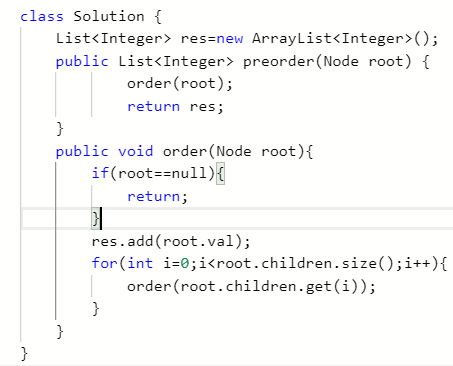 class Solution {
    List<Integer> res=new ArrayList<Integer>();
    public List<Integer> preorder(Node root) {
            order(root);
            return res;
    }
    public void order(Node root){
        if(root==null){
            return;
        }
        res.add(root.val);
        for(int i=0;i<root.children.size();i++){
            order(root.children.get(i));
        }
    }
}